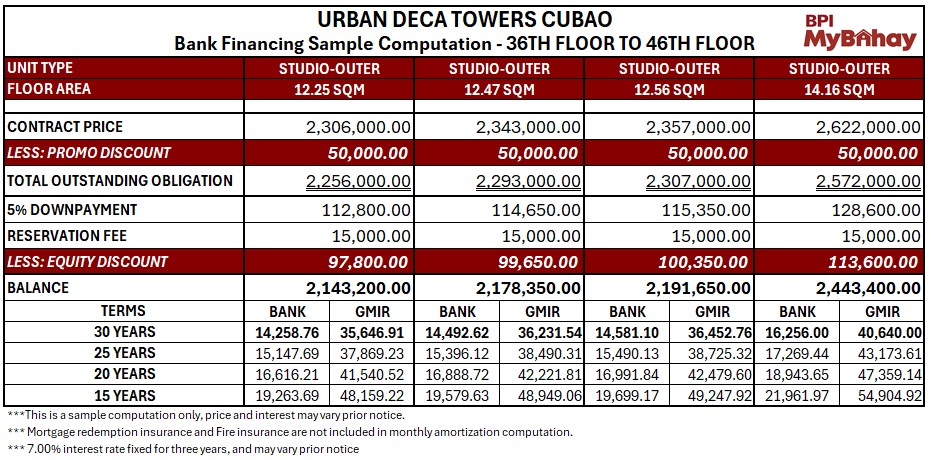 URBAN DECA TOWERS CUBAO
Bank Financing Sample Computation - 36TH FLOOR TO 46TH FLOOR
BPI
MyBahay
UNIT TYPE STUDIO-OUTER STUDIO-OUTER STUDIO-OUTER STUDIO-OUTER
FLOOR AREA 12.25 SQM 12.47 SQM 12.56 SQM 14.16 SQM
CONTRACT PRICE 2,306,000.00 2,343,000.00 2,357,000.00 2,622,000.00
LESS: PROMO DISCOUNT 50,000.00 50,000.00 50,000.00 50,000.00
TOTAL OUTSTANDING OBLIGATION 2,256,000.00 2,293,000.00 2,307,000.00 2,572,000.00
5% DOWNPAYMENT 112,800.00 114,650.00 115,350.00 128,600.00
RESERVATION FEE 15,000.00 15,000.00 15,000.00 15,000.00
LESS: EQUITY DISCOUNT 97,800.00 99,650.00 100,350.00 113,600.00
BALANCE 2,143,200.00 2,178,350.00 2,191,650.00 2,443,400.00
TERMS BANK GMIR BANK GMIR BANK GMIR BANK GMIR
30 YEARS 14,258.76 35,646.91 14,492.62 36,231.54 14,581.10 36,452.76 16,256.00 40,640.00
25 YEARS 15,147.69 37,869.23 15,396.12 38,490.31 15,490.13 38,725.32 17,269.44 43,173.61
20 YEARS 16,616.21 41,540.52 16,888.72 42,221.81 16,991.84 42,479.60 18,943.65 47,359.14
15 YEARS 19,263.69 48,159.22 19,579.63 48,949.06 19,699.17 49,247.92 21,961.97 54,904.92
***This is a sample computation only, price and interest may vary prior notice.
*** Mortgage redemption insurance and Fire insurance are not included in monthly amortization computation.
*** 7.00% interest rate fixed for three years, and may vary prior notice